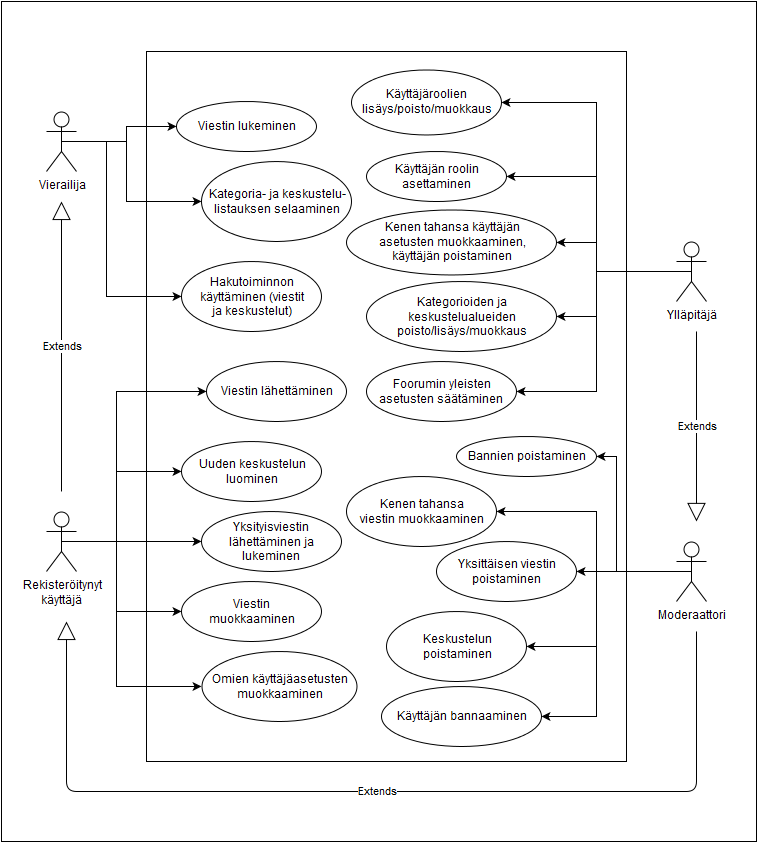 Vierailija
Viestin lukeminen
Kategoria- ja keskustelu-
listauksen selaaminen
Hakutoiminnon
käyttäminen (viestit
ja keskustelut)
Extends
Rekisteröitynyt
käyttäjä
Viestin lähettäminen
Uuden keskustelun
luominen
Yksityisviestin
lähettäminen ja
lukeminen
Viestin
muokkaaminen
Omien käyttäjäasetusten
muokkaaminen
Käyttäjäroolien
lisäys/poisto/muokkaus
Käyttäjän roolin
asettaminen
Kenen tahansa käyttäjän
asetusten muokkaaminen,
käyttäjän poistaminen
Kategorioiden ja
keskustelualueiden
poisto/lisäys/muokkaus
Foorumin yleisten
asetusten säätäminen
Ylläpitäjä
Extends
Bannien poistaminen
Kenen tahansa
viestin muokkaaminen
Yksittäisen viestin
poistaminen
Keskustelun
poistaminen
Käyttäjän bannaaminen
Moderaattori
Extends